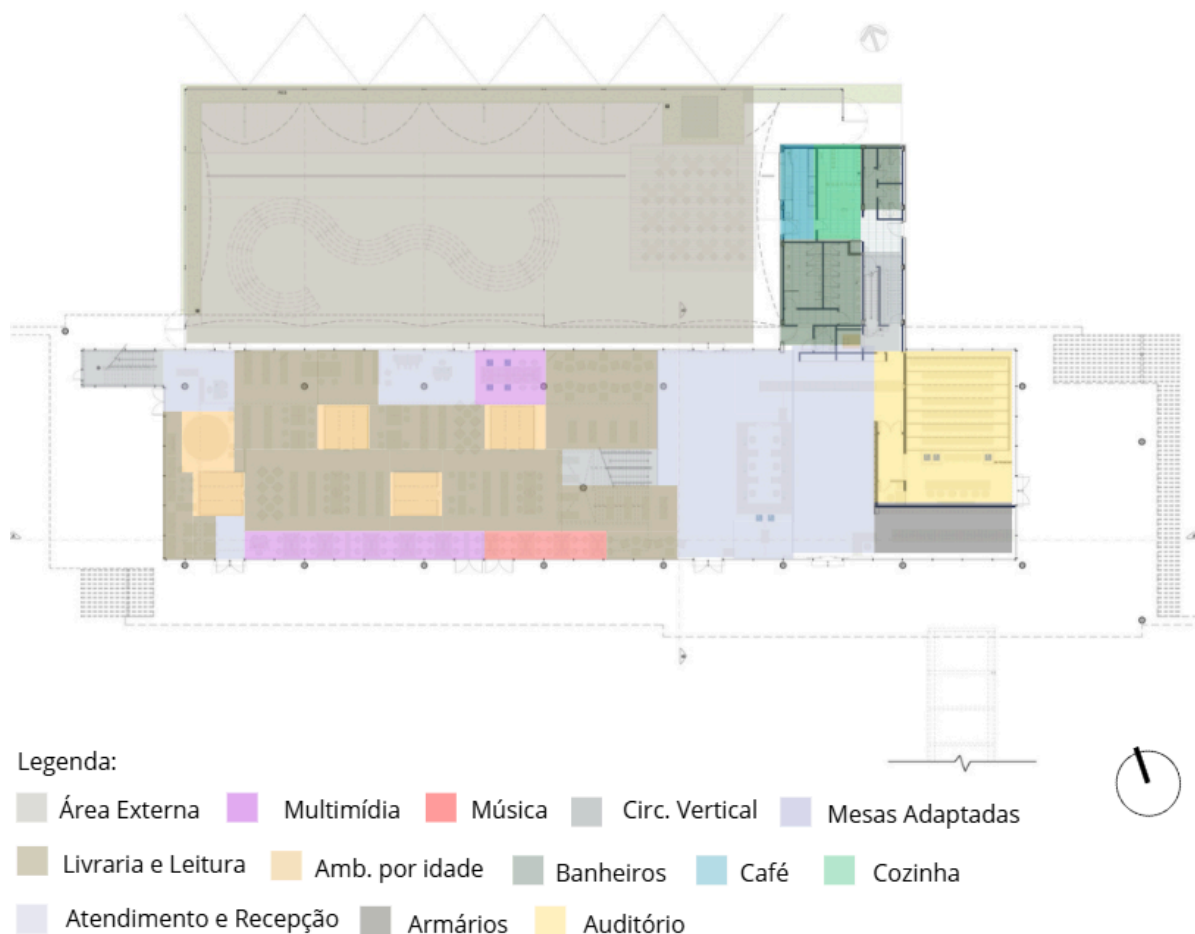 Legenda:
Área Externa Multimídia Música Circ. Vertical Mesas Adaptadas
Livraria e Leitura Amb. por idade Banheiros Café Cozinha
Atendimento e Recepção Armários Auditório